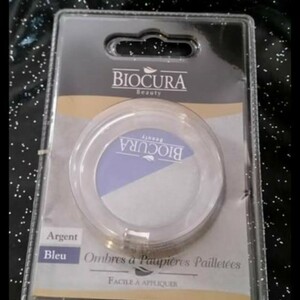 BIOCURA
Beauty
BIOCURA
Beauty
Argent
Bleu
Ombres à Paupières Pailletées
FACILE À APPLIQUER